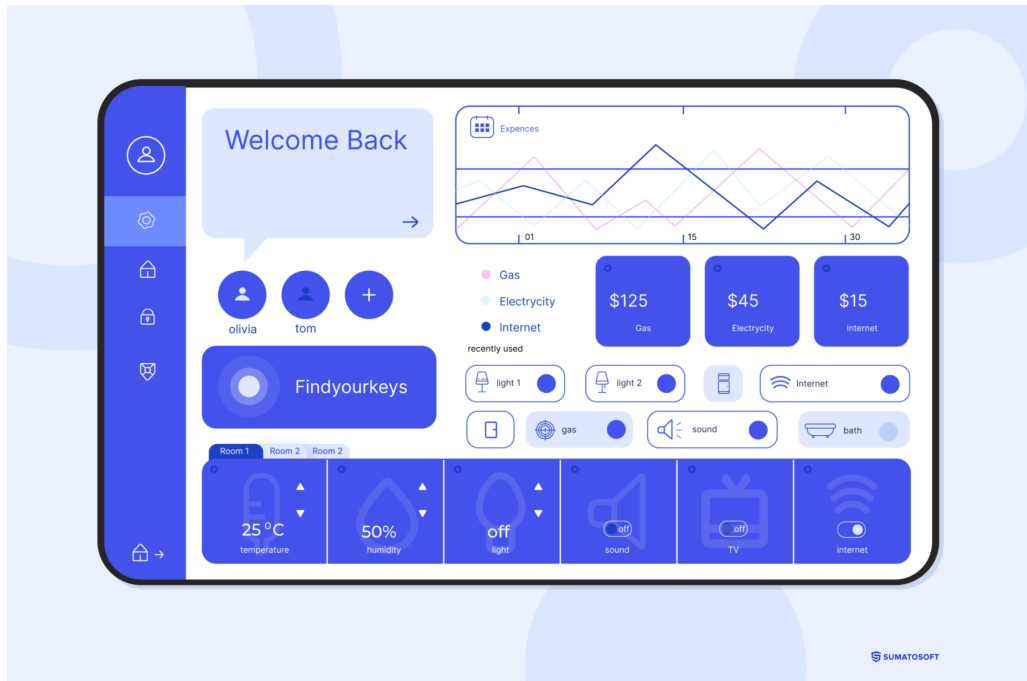 Welcome Back
Expences
01
15
30
olivia
tom
Gas
Electrycity
Internet
$125
Gas
$45
Electrycity
$15
Internet
recently used
light 1
light 2
Internet
gas
sound
bath
Findyourkeys
Room 1
Room 2
Room 2
25°C
temperature
50%
humidity
off
light
off
sound
off
TV
internet
SUMATOSOFT